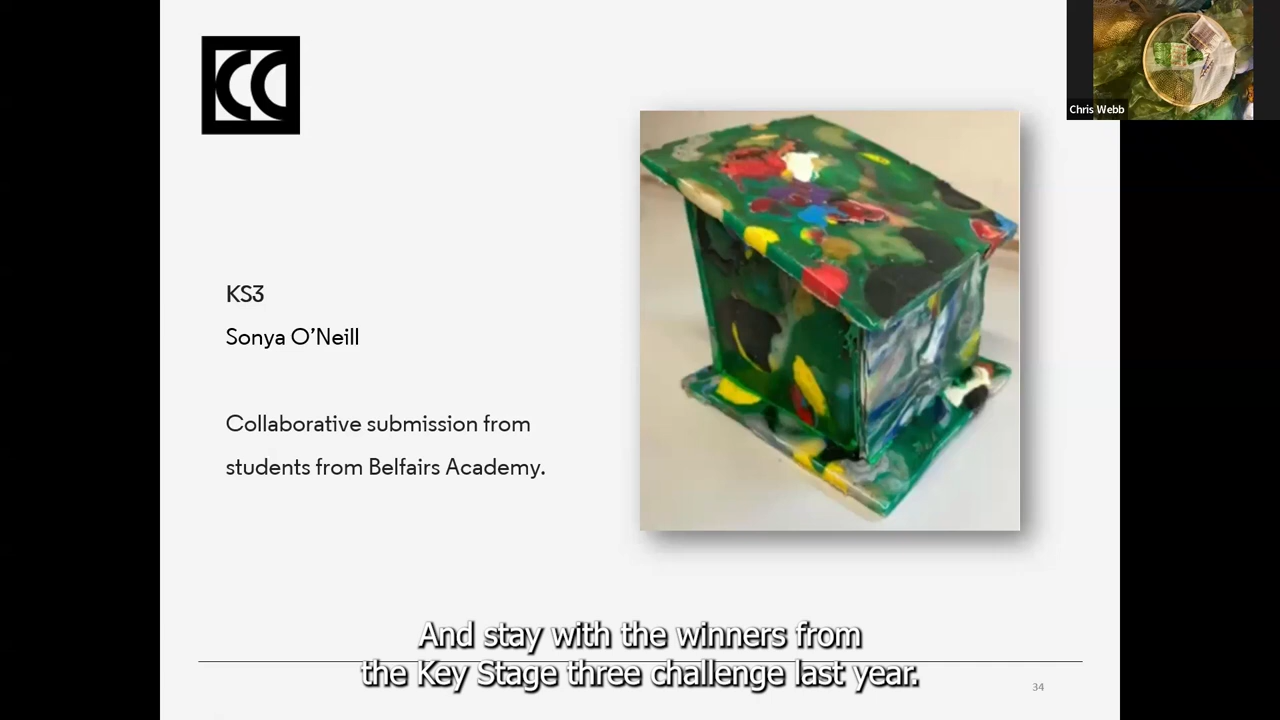 CC
Chris Webb
KS3
Sonya O’Neill
Collaborative submission from
students from Belfairs Academy.
And stay with the winners from
the Key Stage three challenge last year.
34